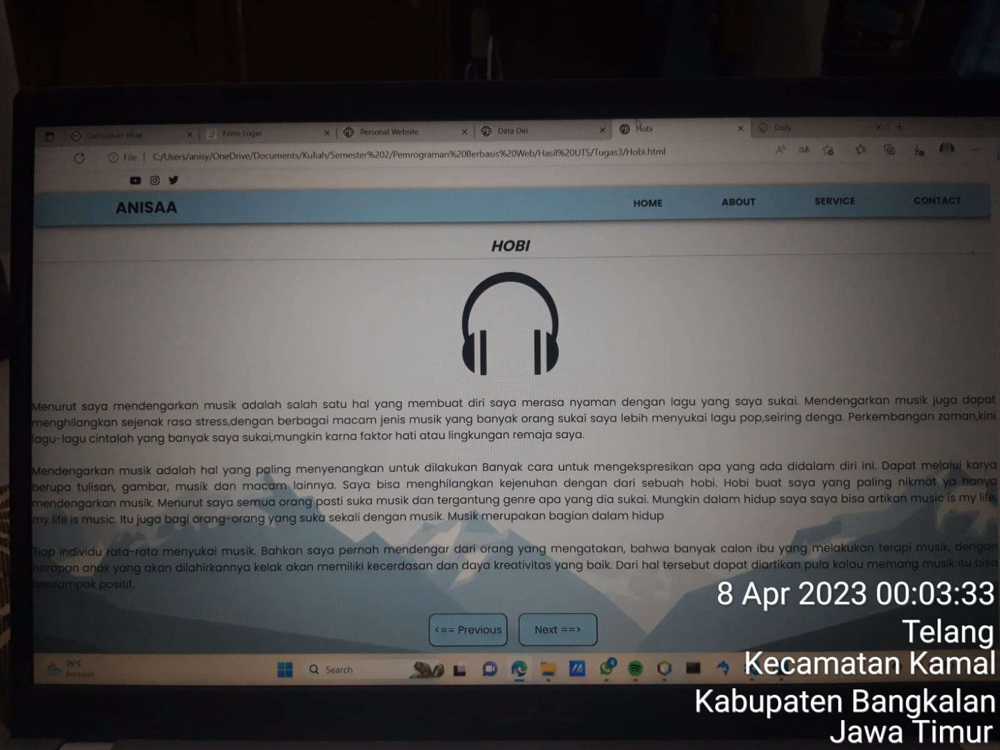 Curriculum Vitae
Form Login
Personal Website
Data Diri
Hobi
Daily
File | C:/Users/anisy/OneDrive/Documents/Kuliah/Semester%202/Pemrograman%20Berbasis%20Web/Hasil%20UTS/Tugas3/Hobi.html
ANISAA
HOME
ABOUT
SERVICE
CONTACT
HOBI
Menurut saya mendengarkan musik adalah salah satu hal yang membuat diri saya merasa nyaman dengan lagu yang saya sukai. Mendengarkan musik juga dapat
menghilangkan sejenak rasa stress,dengan berbagai macam jenis musik yang banyak orang sukai saya lebih menyukai lagu pop,seiring denga. Perkembangan zaman,kini
lagu-lagu cintalah yang banyak saya sukai,mungkin karna faktor hati atau lingkungan remaja saya.
Mendengarkan musik adalah hal yang paling menyenangkan untuk dilakukan Banyak cara untuk mengekspresikan apa yang ada didalam diri ini. Dapat melalui karya
berupa tulisan, gambar, musik dan macam lainnya. Saya bisa menghilangkan kejenuhan dengan dari sebuah hobi. Hobi buat saya yang paling nikmat ya hanya
mendengarkan musik. Menurut saya semua orang pasti suka musik dan tergantung genre apa yang dia sukai. Mungkin dalam hidup saya saya bisa artikan music is my life,
my life is music. Itu juga bagi orang-orang yang suka sekali dengan musik. Musik merupakan bagian dalam hidup
Tiap individu rata-rata menyukai musik. Bahkan saya pernah mendengar dari orang yang mengatakan, bahwa banyak calon ibu yang melakukan terapi musik, dengan
harapan anak yang akan dilahirkannya kelak akan memiliki kecerdasan dan daya kreativitas yang baik. Dari hal tersebut dapat diartikan pula kalau memang musik itu bisa
berdampak positif.
<== Previous
Next ==>
26°C
Berawan
Search
4
8 Apr 2023 00:03:33
Telang
Kecamatan Kamal
Kabupaten Bangkalan
Jawa Timur